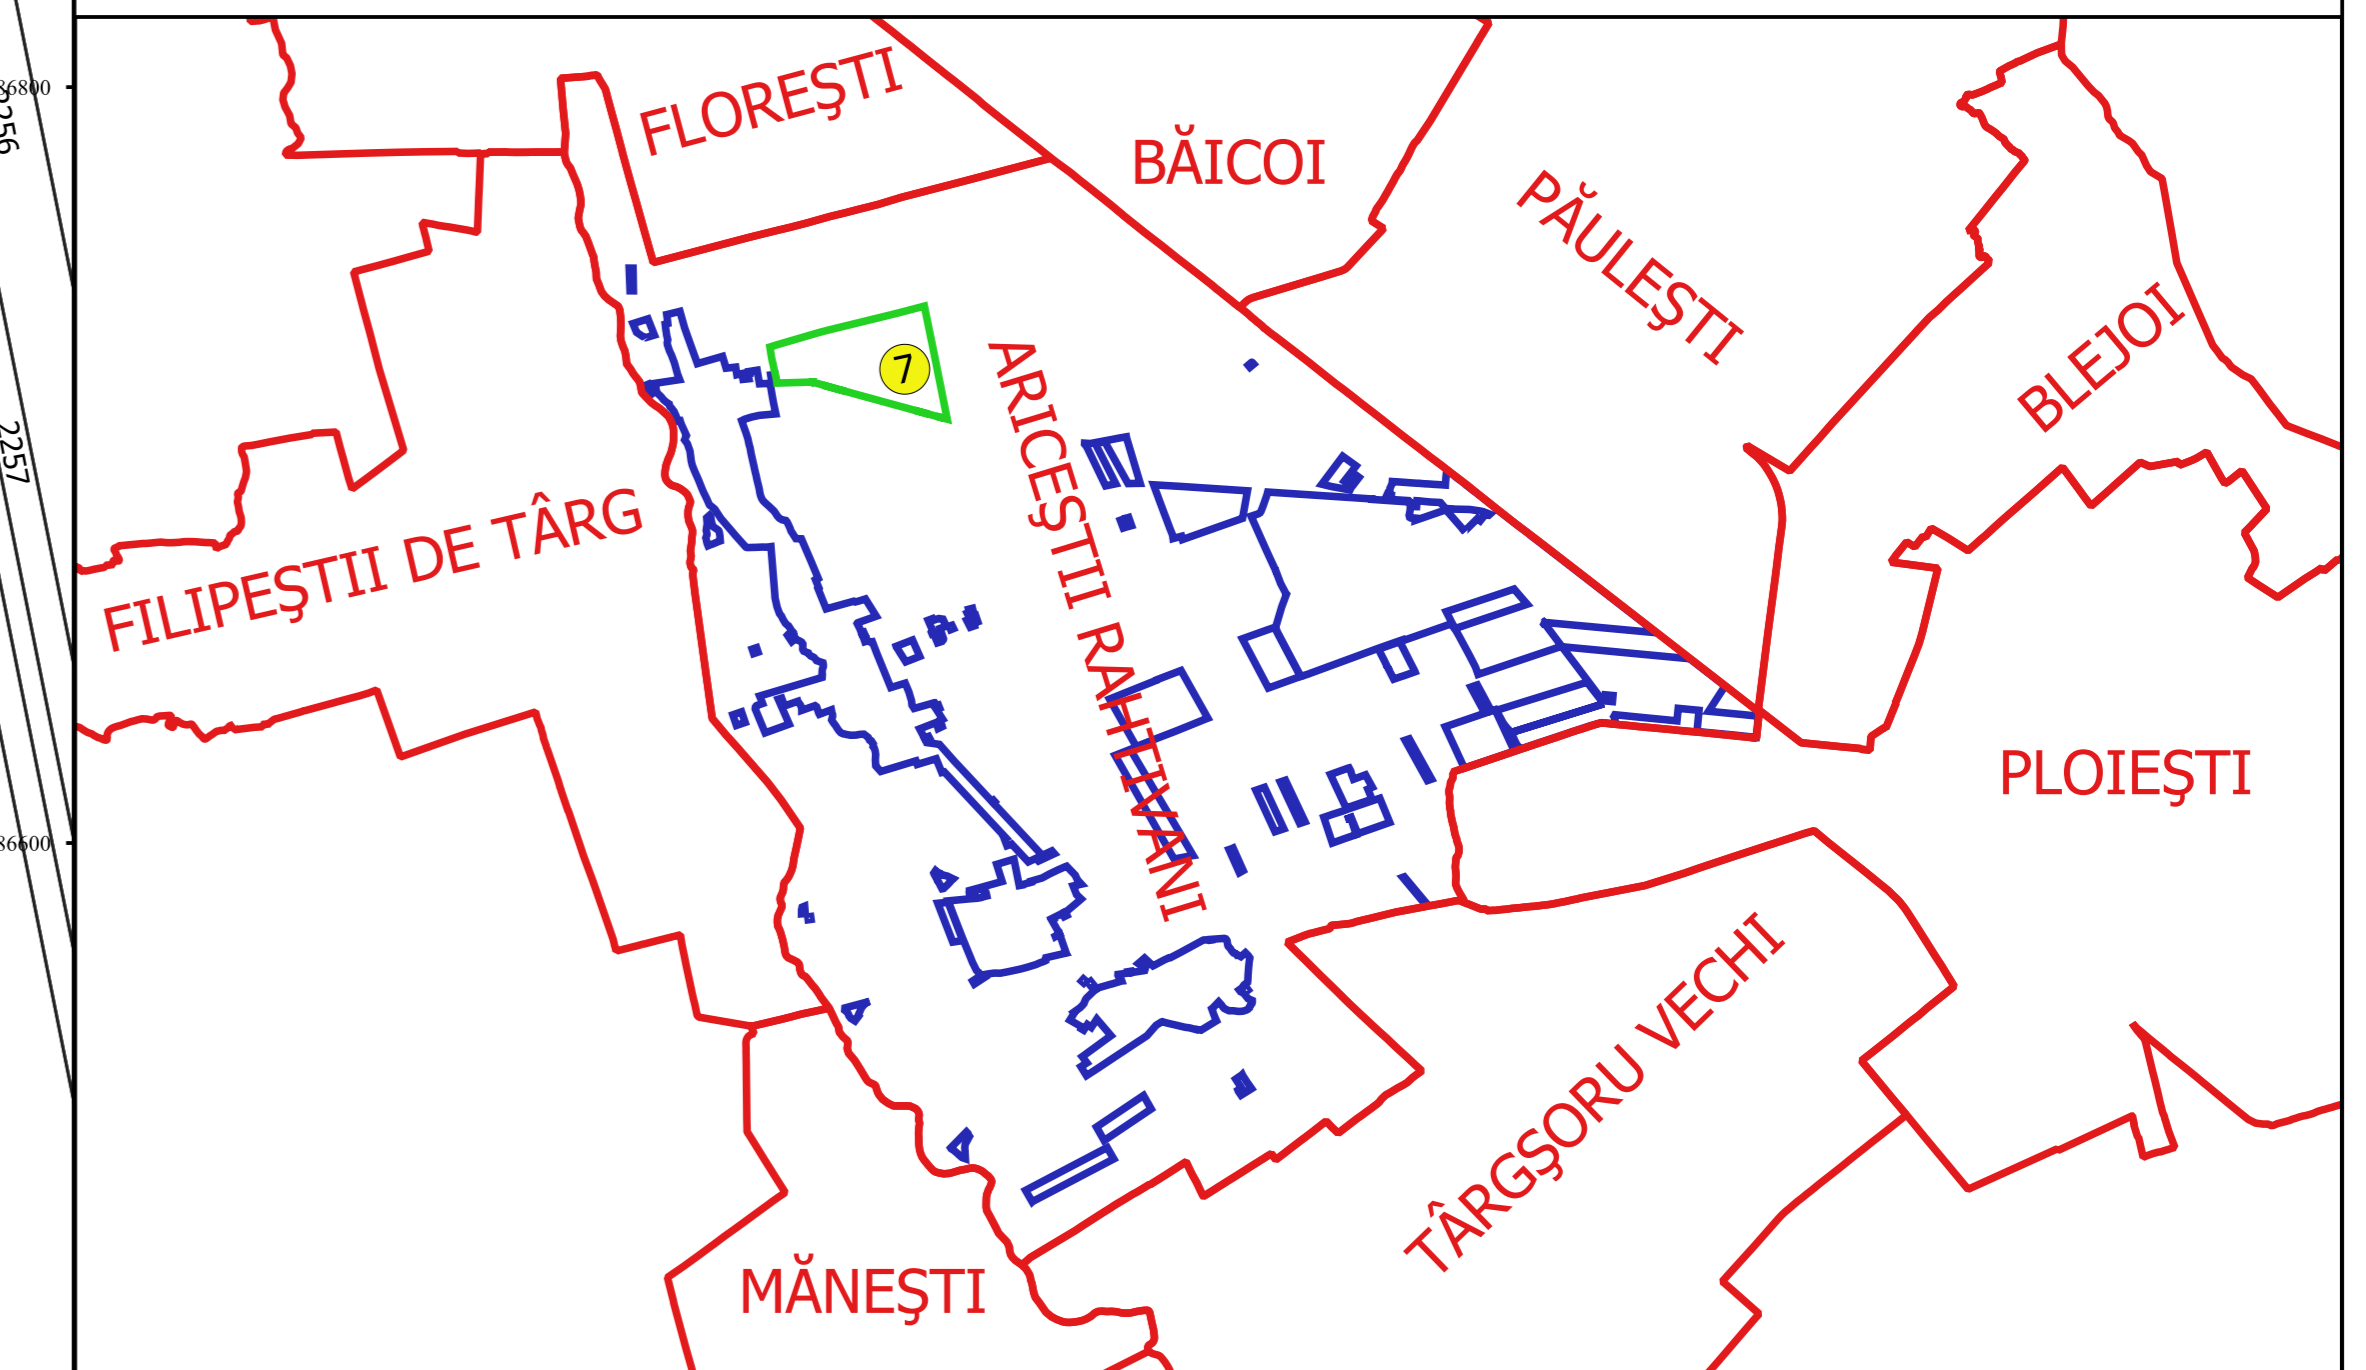 FLOREŞTI
BĂICOI
PĂULEŞTI
BLEJOI
7
2257
FILIPEŞTII DE TÂRG
ARICEŞTII RAHTIVANI
PLOIEŞTI
TÂRGŞORU VECHI
MĂNEŞTI